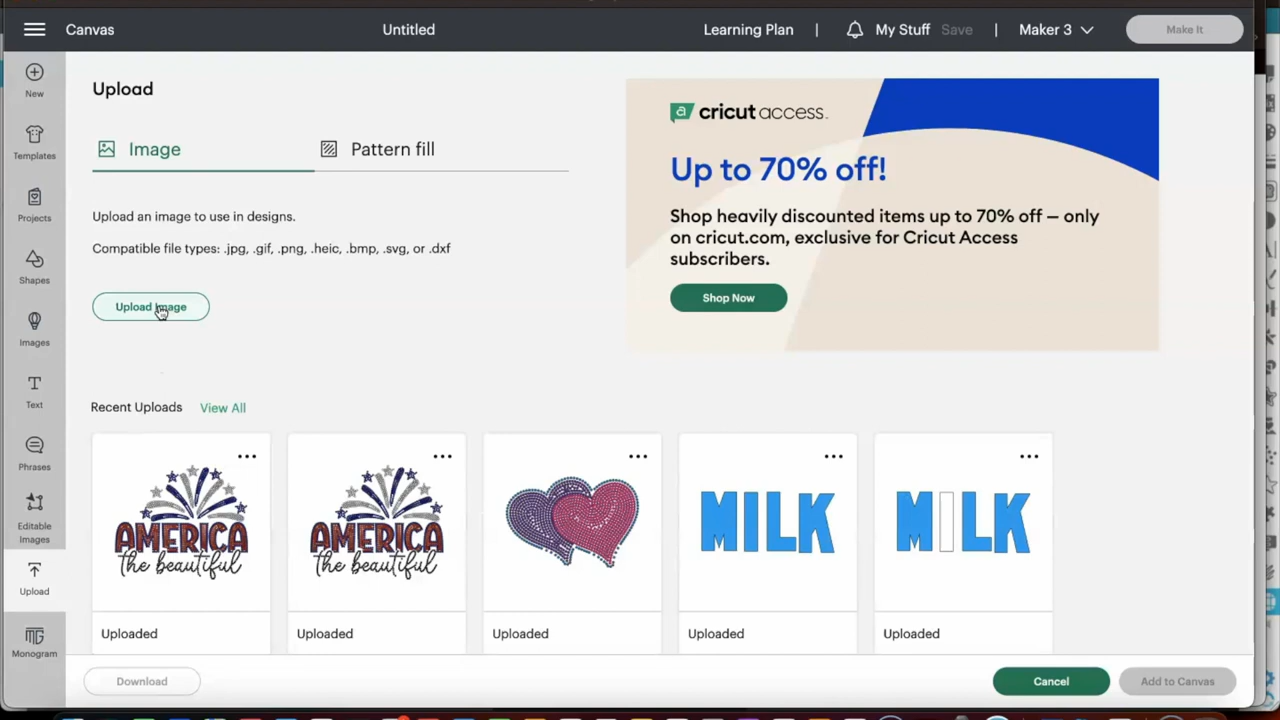 Canvas
Untitled
Learning Plan | My Stuff Save | Maker 3
Make It
New
Templates
Projects
Shapes
Images
Text
Phrases
Editable
Images
Upload
MG
Monogram
Upload
Image
Pattern fill
Upload an image to use in designs.
Compatible file types: .jpg, .gif, .png, .heic, .bmp, .svg, or .dxf
Upload Image
a cricut access™
Up to 70% off!
Shop heavily discounted items up to 70% off — only
on cricut.com, exclusive for Cricut Access
subscribers.
Shop Now
Recent Uploads View All
AMERICA
the beautiful
AMERICA
the beautiful
MILK
MILK
Uploaded
Uploaded
Uploaded
Uploaded
Uploaded
Download
Cancel
Add to Canvas